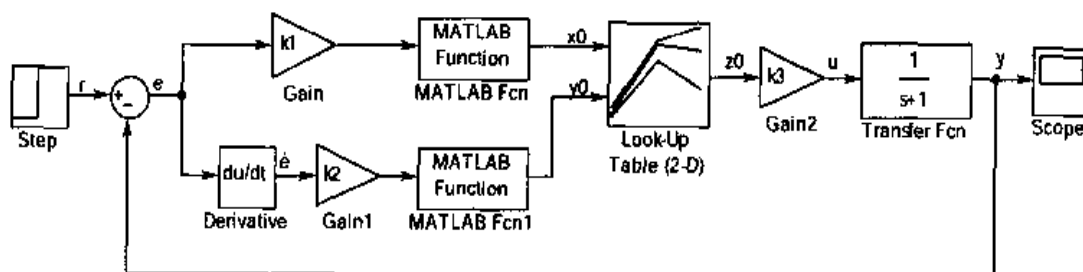 Step
r
+
−
e
k1
Gain
MATLAB
Function
MATLAB Fcn
x0
y0
Look-Up
Table (2-D)
z0
k3
Gain2
u
1
s+1
Transfer Fcn
y
Scope
du/dt
Derivative
ė
k2
Gain1
MATLAB
Function
MATLAB Fcn1